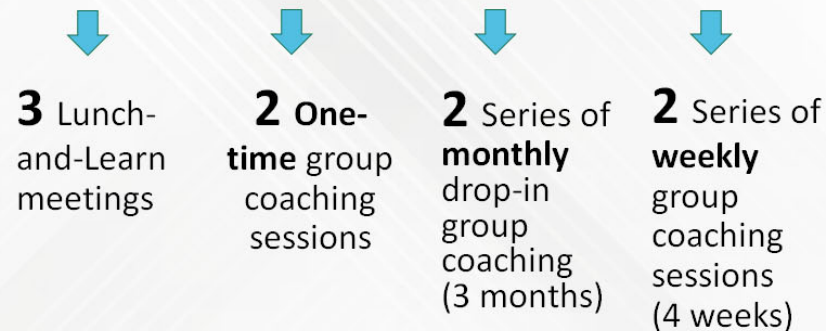 3 Lunch-
and-Learn
meetings
2 One-
time group
coaching
sessions
2 Series of
monthly
drop-in
group
coaching
(3 months)
2 Series of
weekly
group
coaching
sessions
(4 weeks)